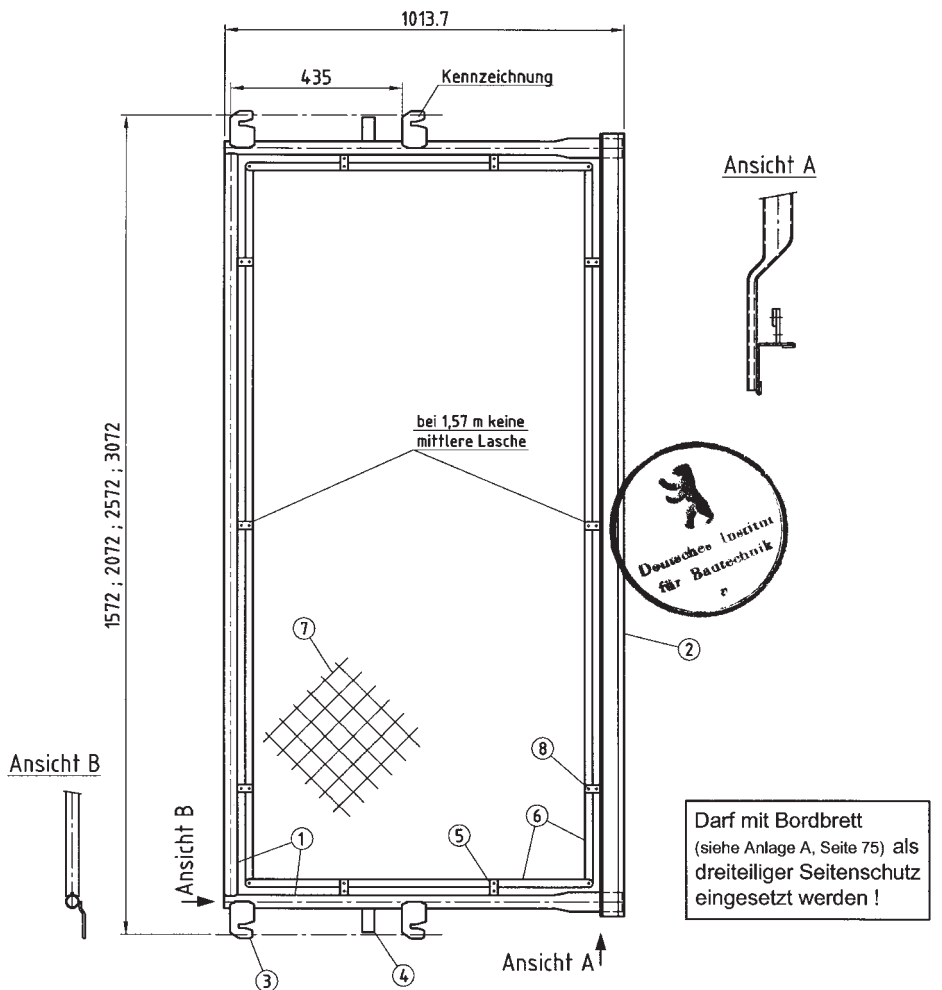 1013.7
435
Kennzeichnung
Ansicht A
1572 ; 2072 ; 2572 ; 3072
bei 1,57 m keine
mittlere Lasche
Deutsches Institut
für Bautechnik
7
2
Ansicht B
8
Ansicht B
1
5
6
Darf mit Bordbrett
(siehe Anlage A, Seite 75) als
dreiteiliger Seitenschutz
eingesetzt werden !
3
4
Ansicht A